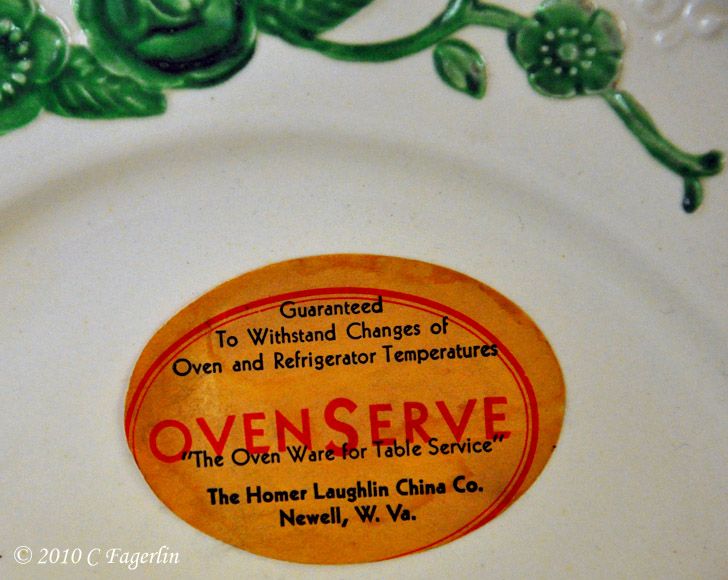 Guaranteed
To Withstand Changes of
Oven and Refrigerator Temperatures
OVENSERVE
"The Oven Ware for Table Service"
The Homer Laughlin China Co.
Newell, W. Va.
© 2010 C Fagerlin